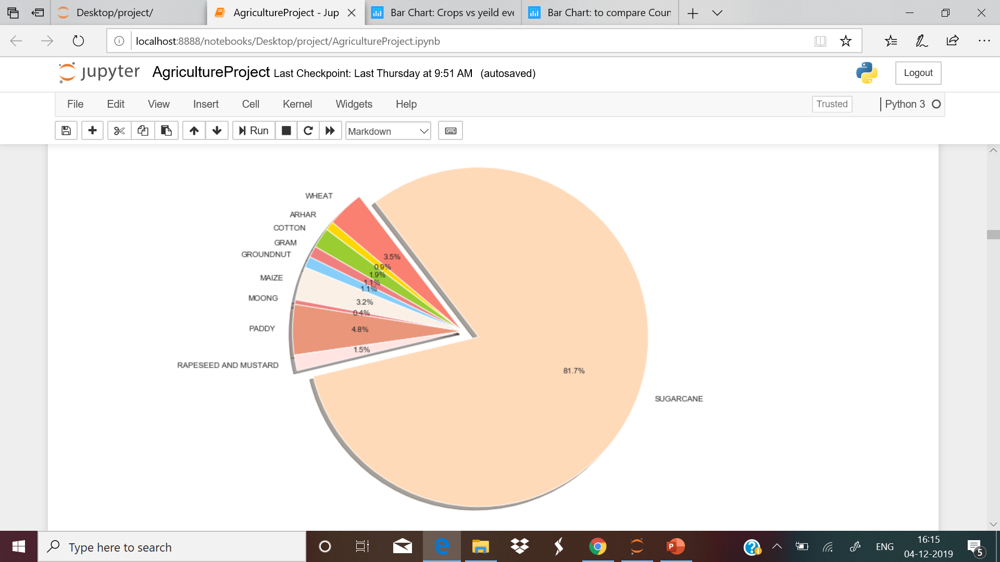 Desktop/project/
AgricultureProject - Jup
Bar Chart: Crops vs yeild eve
Bar Chart: to compare Coun
localhost:8888/notebooks/Desktop/project/AgricultureProject.ipynb
jupyter AgricultureProject Last Checkpoint: Last Thursday at 9:51 AM (autosaved)
Logout
File Edit View Insert Cell Kernel Widgets Help
Trusted
Python 3
Run
Markdown
WHEAT
ARHAR
COTTON
GRAM
GROUNDNUT
MAIZE
MOONG
PADDY
RAPESEED AND MUSTARD
3.5%
0.9%
1.9%
1.1%
1.1%
3.2%
0.4%
4.8%
1.5%
81.7%
SUGARCANE
Type here to search
P
ENG
16:15
04-12-2019
5